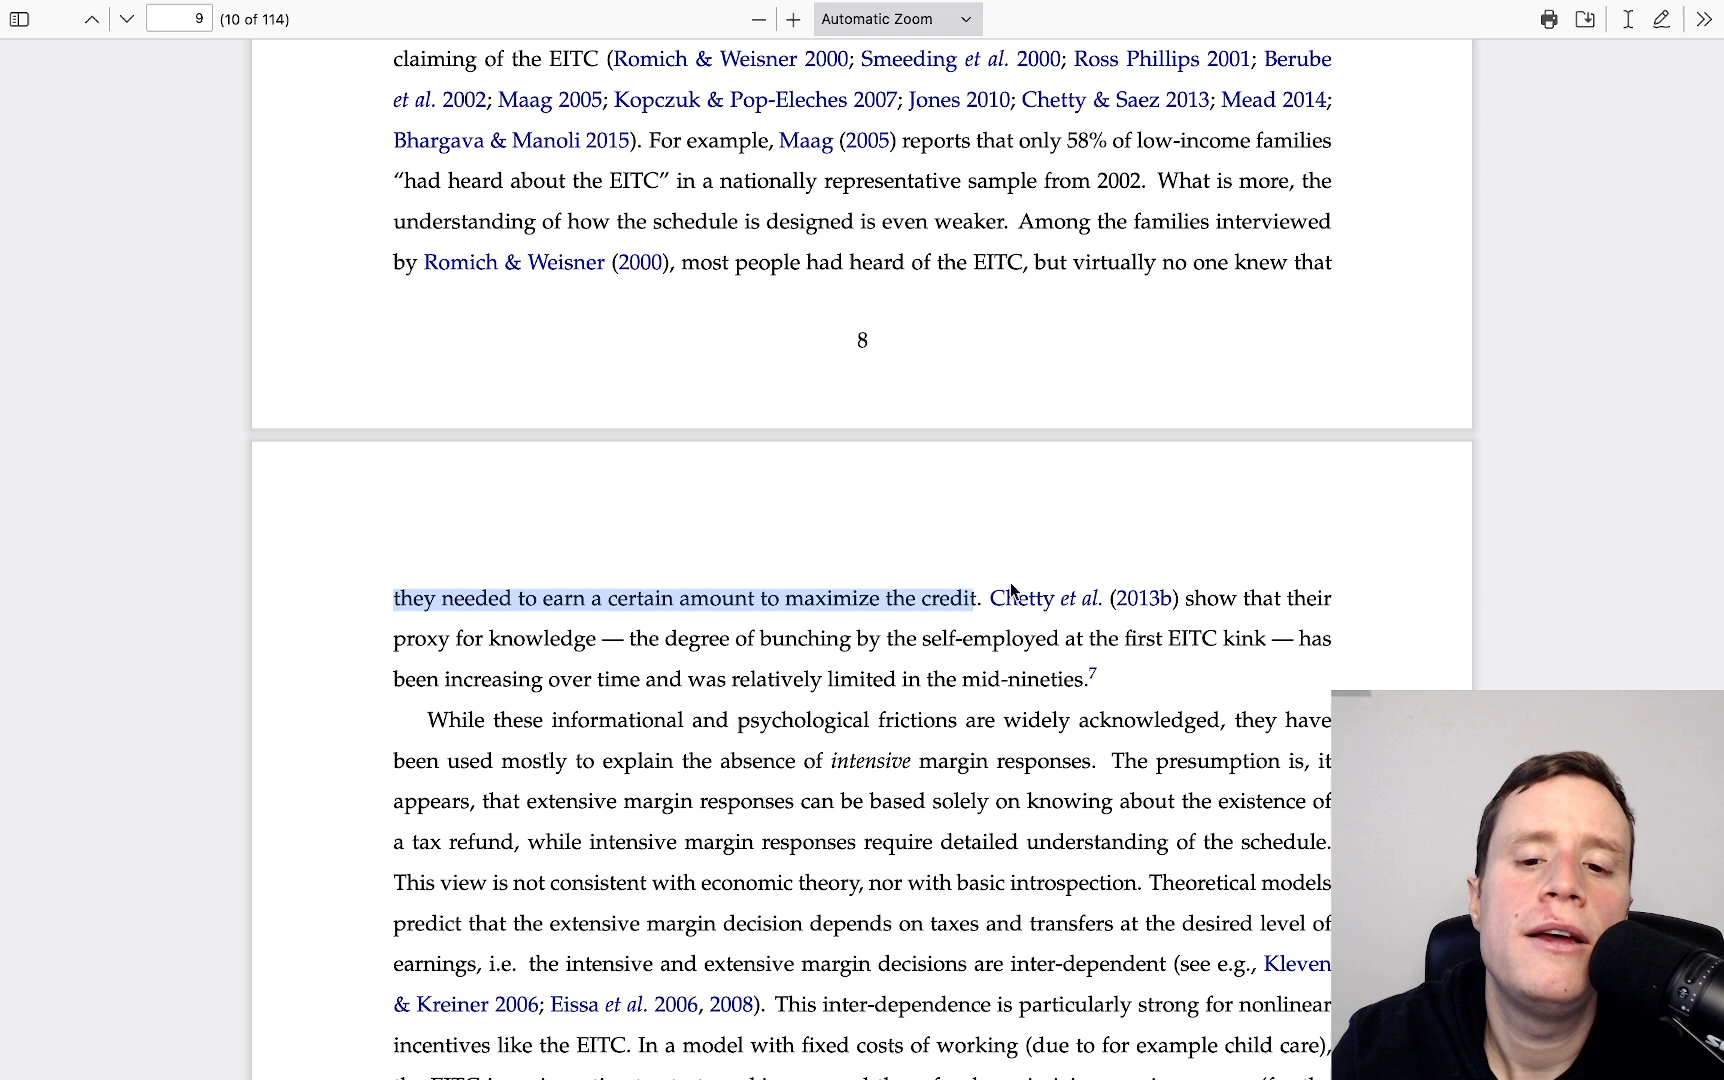 9 (10 of 114) Automatic Zoom
claiming of the EITC (Romich & Weisner 2000; Smeeding et al. 2000; Ross Phillips 2001; Berube
et al. 2002; Maag 2005; Kopczuk & Pop-Eleches 2007; Jones 2010; Chetty & Saez 2013; Mead 2014;
Bhargava & Manoli 2015). For example, Maag (2005) reports that only 58% of low-income families
“had heard about the EITC” in a nationally representative sample from 2002. What is more, the
understanding of how the schedule is designed is even weaker. Among the families interviewed
by Romich & Weisner (2000), most people had heard of the EITC, but virtually no one knew that
8
they needed to earn a certain amount to maximize the credit. Chetty et al. (2013b) show that their
proxy for knowledge — the degree of bunching by the self-employed at the first EITC kink — has
been increasing over time and was relatively limited in the mid-nineties.7
While these informational and psychological frictions are widely acknowledged, they have
been used mostly to explain the absence of intensive margin responses. The presumption is, it
appears, that extensive margin responses can be based solely on knowing about the existence of
a tax refund, while intensive margin responses require detailed understanding of the schedule.
This view is not consistent with economic theory, nor with basic introspection. Theoretical models
predict that the extensive margin decision depends on taxes and transfers at the desired level of
earnings, i.e. the intensive and extensive margin decisions are inter-dependent (see e.g., Kleven
& Kreiner 2006; Eissa et al. 2006, 2008). This inter-dependence is particularly strong for nonlinear
incentives like the EITC. In a model with fixed costs of working (due to for example child care),